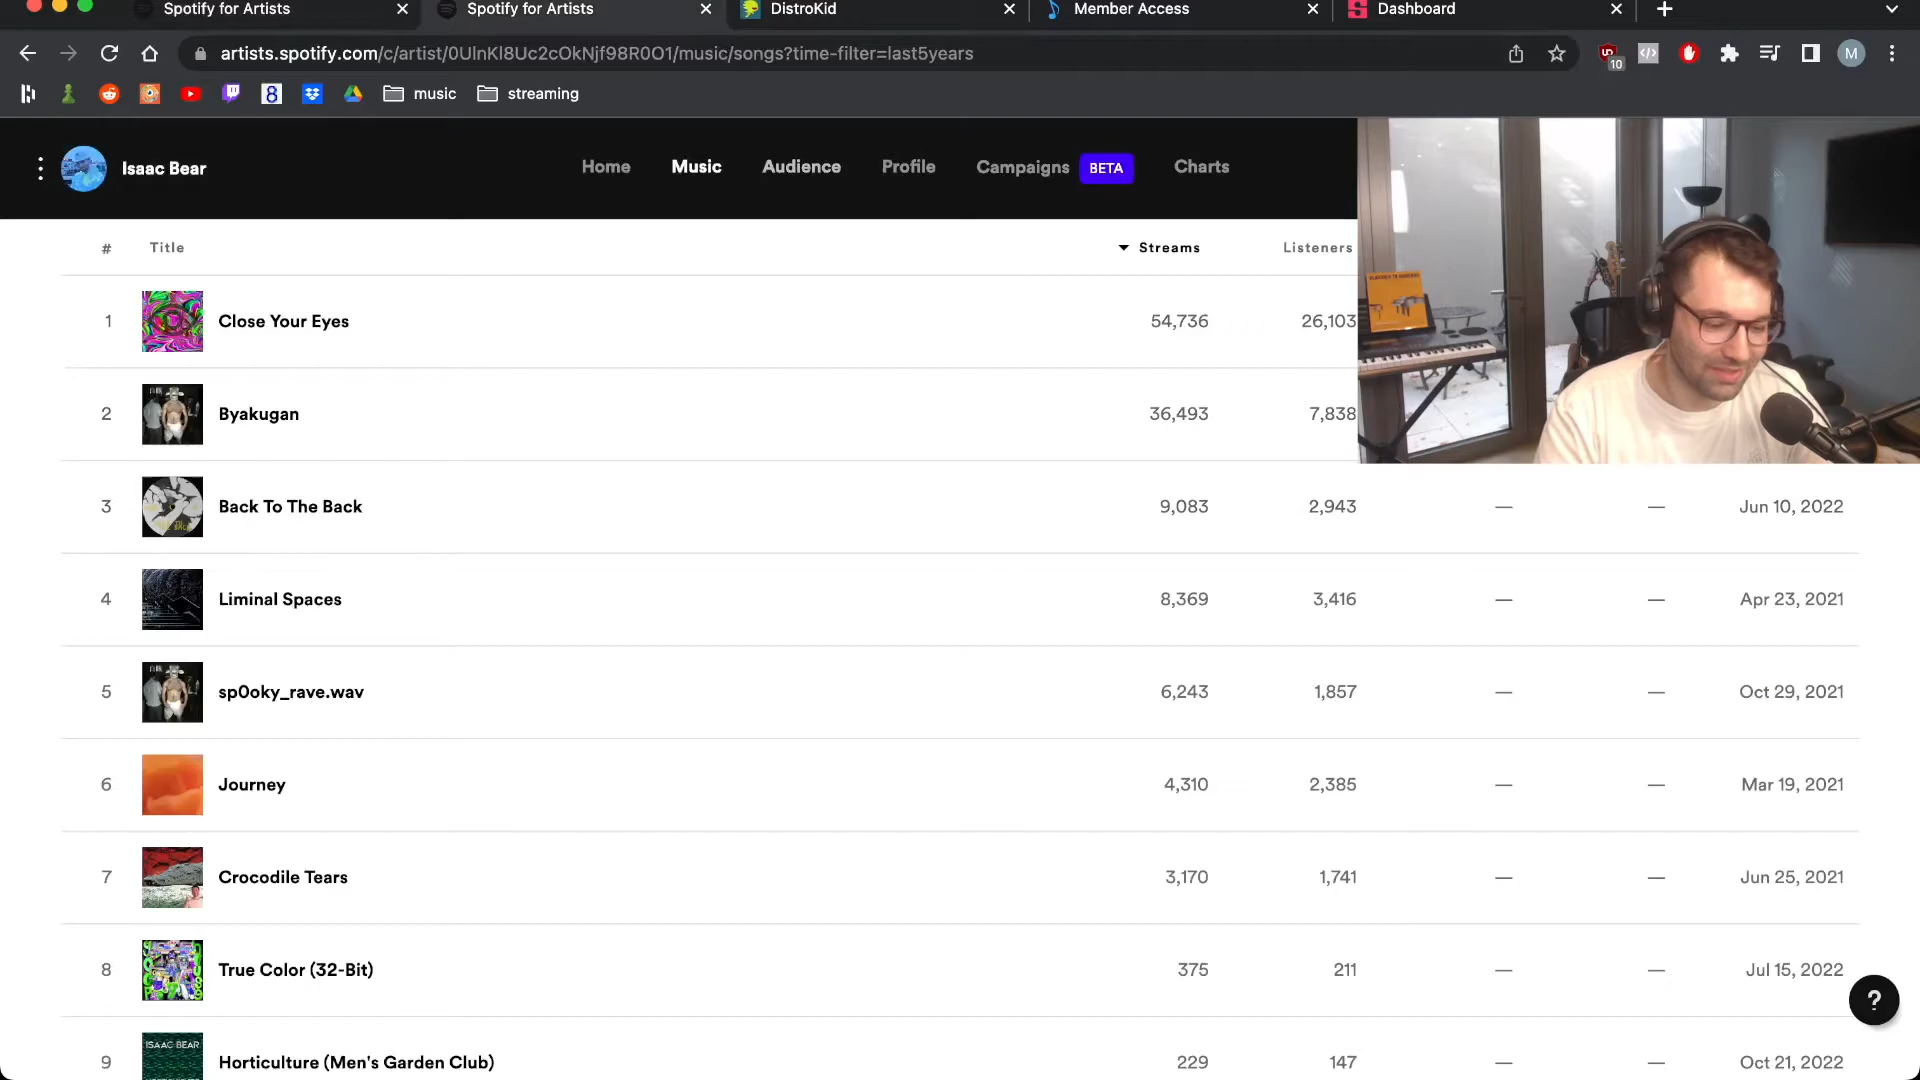 Spotify for Artists
Spotify for Artists
DistroKid
Member Access
Dashboard
artists.spotify.com/c/artist/0UlnKl8Uc2cOkNjf98R0O1/music/songs?time-filter=last5years
10
M
8
music
streaming
Isaac Bear
Home
Music
Audience
Profile
Campaigns
BETA
Charts
#
Title
Streams
Listeners
1
Close Your Eyes
54,736
26,103
2
Byakugan
36,493
7,838
3
Back To The Back
9,083
2,943
—
—
Jun 10, 2022
4
Liminal Spaces
8,369
3,416
—
—
Apr 23, 2021
5
sp0oky_rave.wav
6,243
1,857
—
—
Oct 29, 2021
6
Journey
4,310
2,385
—
—
Mar 19, 2021
7
Crocodile Tears
3,170
1,741
—
—
Jun 25, 2021
8
True Color (32-Bit)
375
211
—
—
Jul 15, 2022
?
9
ISAAC BEAR
Horticulture (Men's Garden Club)
229
147
—
—
Oct 21, 2022